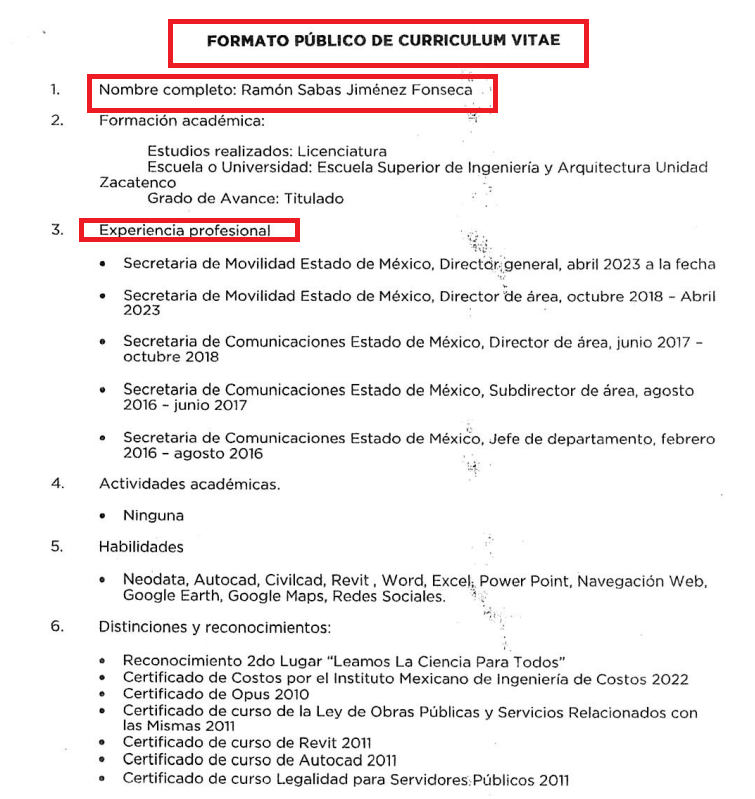 FORMATO PÚBLICO DE CURRICULUM VITAE
1. Nombre completo: Ramón Sabas Jiménez Fonseca
2. Formación académica:
Estudios realizados: Licenciatura
Escuela o Universidad: Escuela Superior de Ingeniería y Arquitectura Unidad
Zacatenco
Grado de Avance: Titulado
3. Experiencia profesional
• Secretaria de Movilidad Estado de México, Director general, abril 2023 a la fecha
• Secretaria de Movilidad Estado de México, Director de área, octubre 2018 – Abril
2023
• Secretaria de Comunicaciones Estado de México, Director de área, junio 2017 –
octubre 2018
• Secretaria de Comunicaciones Estado de México, Subdirector de área, agosto
2016 – junio 2017
• Secretaria de Comunicaciones Estado de México, Jefe de departamento, febrero
2016 – agosto 2016
4. Actividades académicas.
• Ninguna
5. Habilidades
• Neodata, Autocad, Civilcad, Revit , Word, Excel, Power Point, Navegación Web,
Google Earth, Google Maps, Redes Sociales.
6. Distinciones y reconocimientos:
• Reconocimiento 2do Lugar “Leamos La Ciencia Para Todos”
• Certificado de Costos por el Instituto Mexicano de Ingeniería de Costos 2022
• Certificado de Opus 2010
• Certificado de curso de la Ley de Obras Públicas y Servicios Relacionados con
las Mismas 2011
• Certificado de curso de Revit 2011
• Certificado de curso de Autocad 2011
• Certificado de curso Legalidad para Servidores Públicos 2011